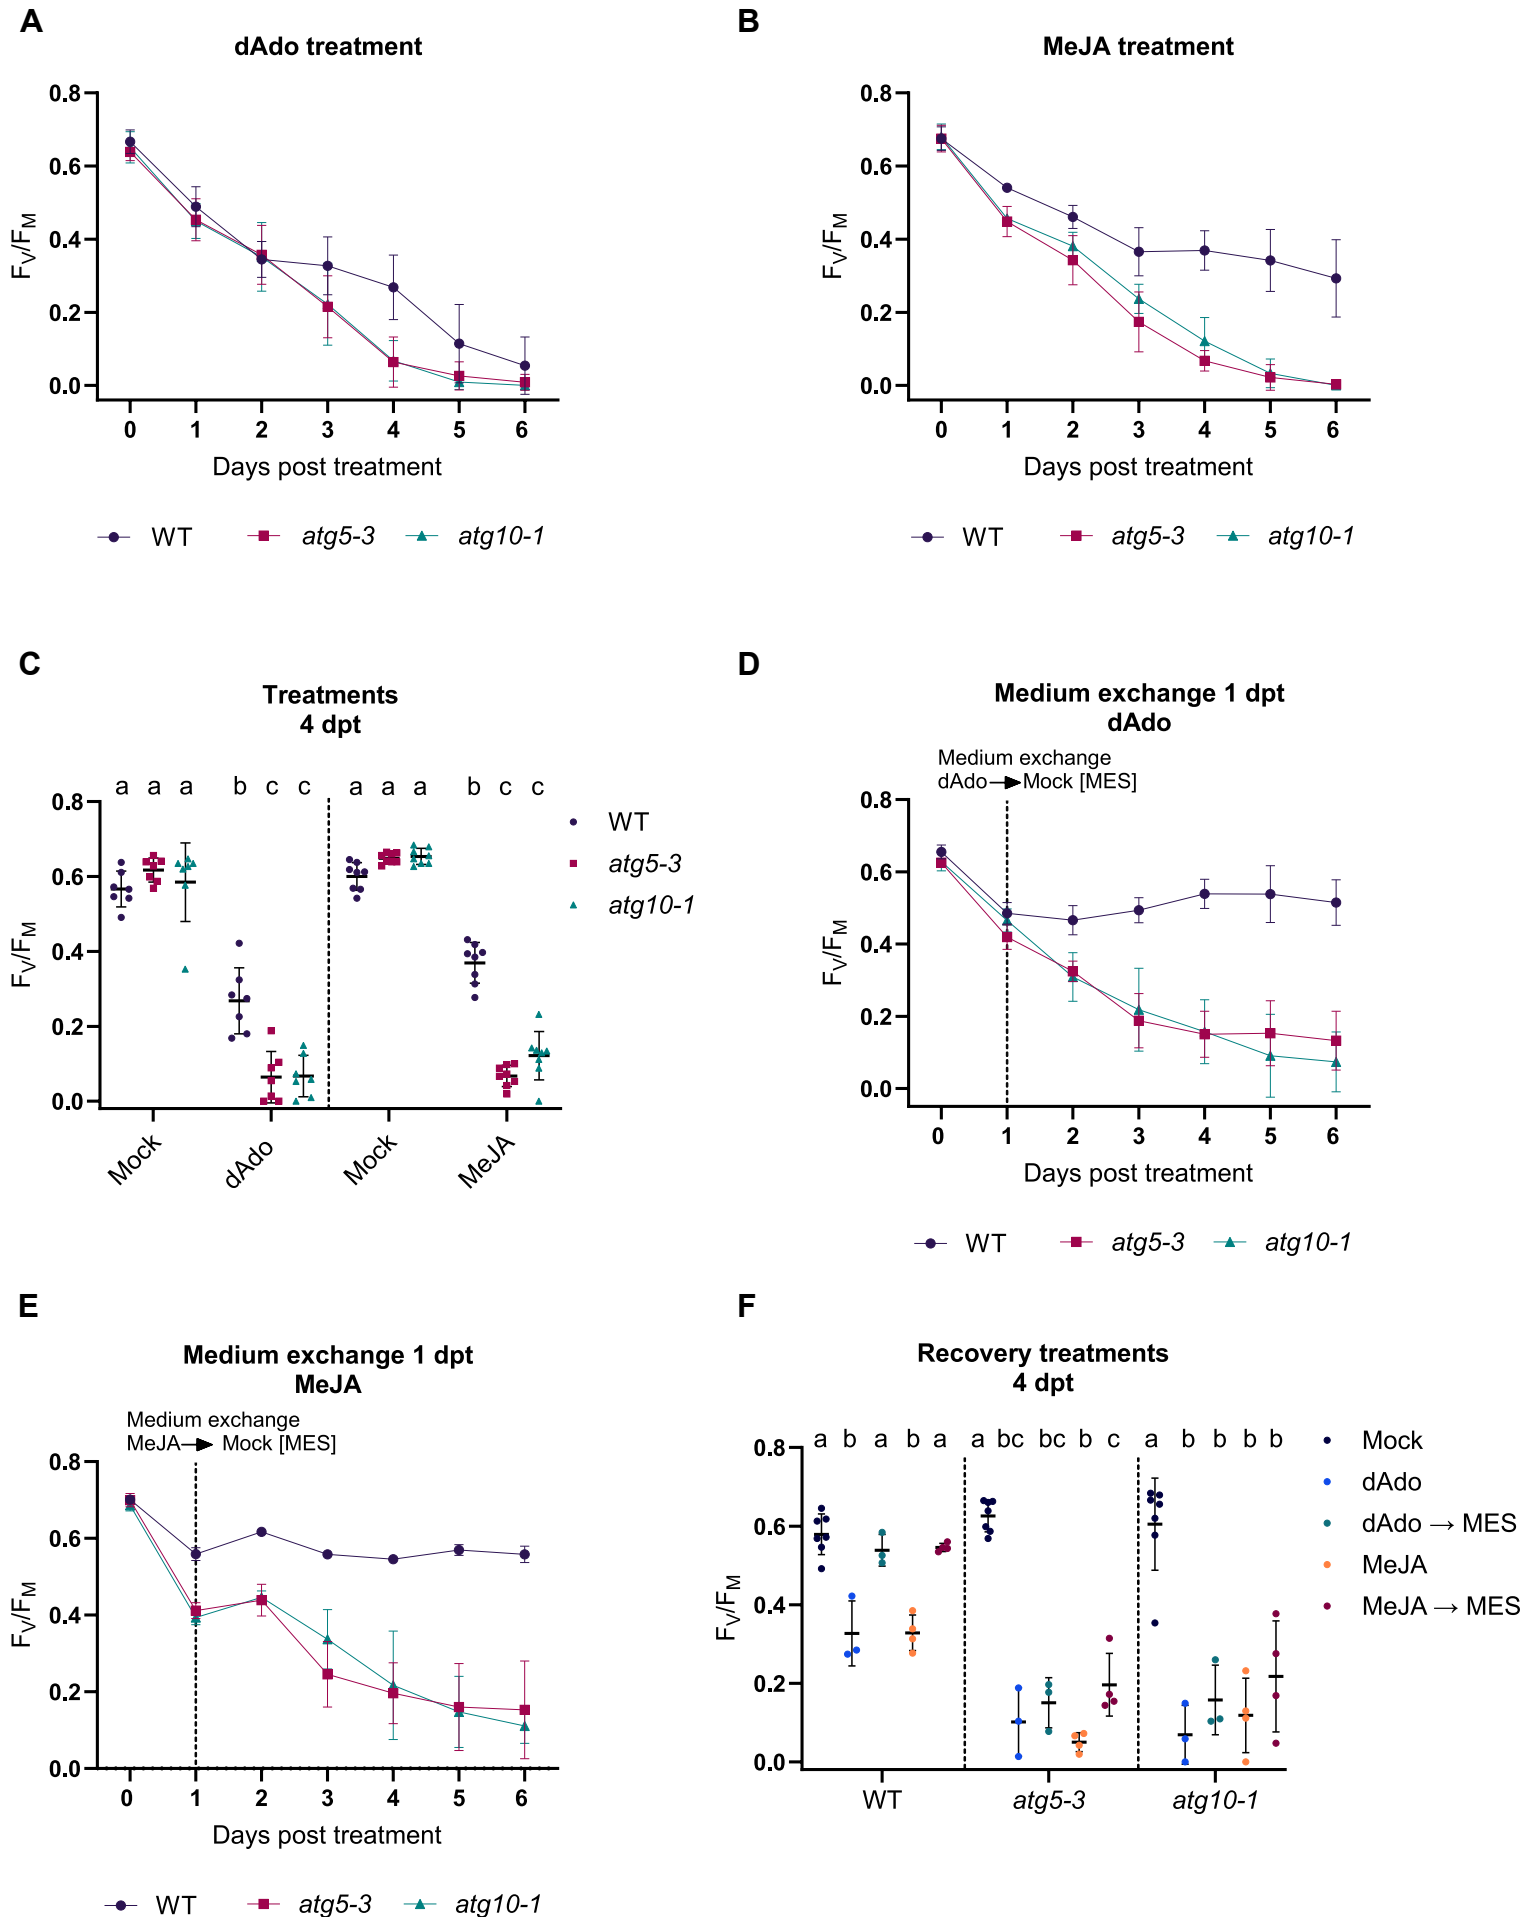 A
dAdo treatment
0.8
0.6
0.4
0.2
0.0
FV/FM
0 1 2 3 4 5 6
Days post treatment
WT atg5-3 atg10-1
B
MeJA treatment
0.8
0.6
0.4
0.2
0.0
FV/FM
0 1 2 3 4 5 6
Days post treatment
WT atg5-3 atg10-1
C
Treatments
4 dpt
a a a b c c a a a b c c
0.8
0.6
0.4
0.2
0.0
FV/FM
Mock dAdo Mock MeJA
WT
atg5-3
atg10-1
D
Medium exchange 1 dpt
dAdo
Medium exchange
dAdo → Mock [MES]
0.8
0.6
0.4
0.2
0.0
FV/FM
0 1 2 3 4 5 6
Days post treatment
WT atg5-3 atg10-1
E
Medium exchange 1 dpt
MeJA
Medium exchange
MeJA → Mock [MES]
0.8
0.6
0.4
0.2
0.0
FV/FM
0 1 2 3 4 5 6
Days post treatment
WT atg5-3 atg10-1
F
Recovery treatments
4 dpt
a b a b a a bc bc b c a b b b b
0.8
0.6
0.4
0.2
0.0
FV/FM
WT atg5-3 atg10-1
Mock
dAdo
dAdo → MES
MeJA
MeJA → MES